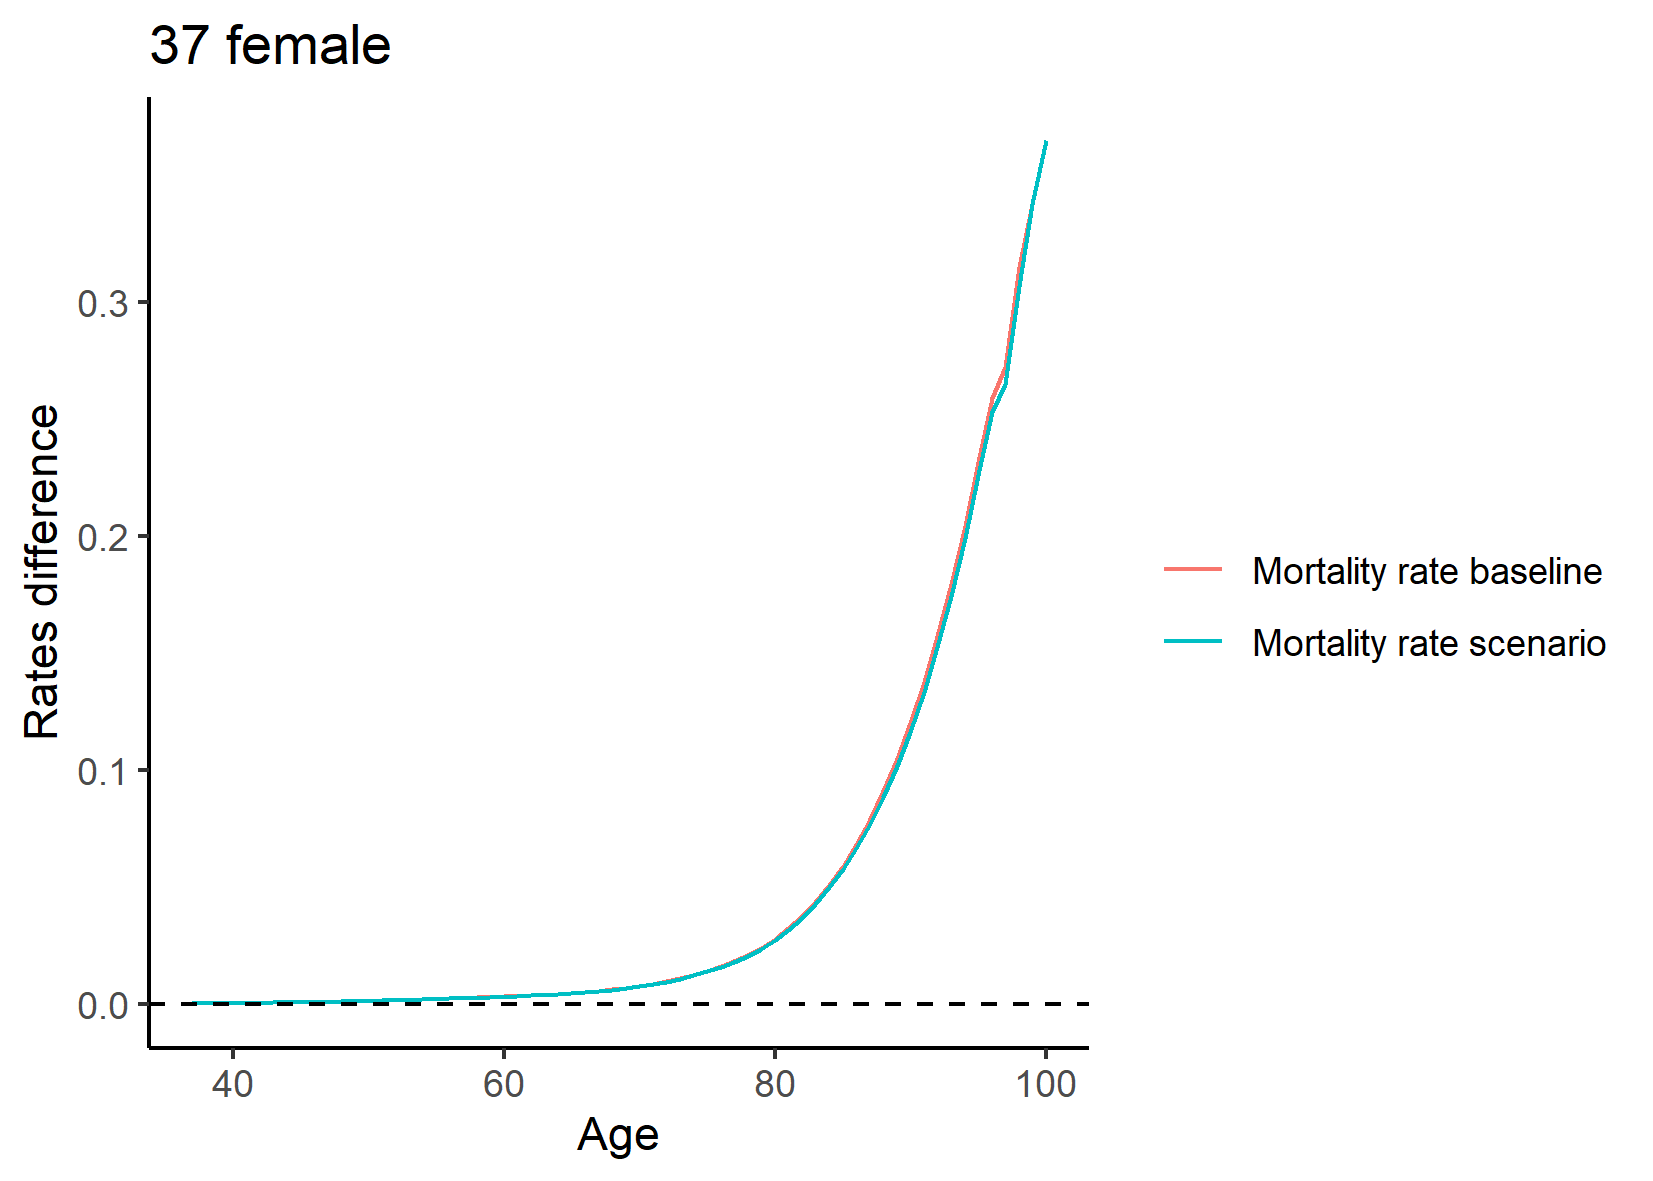 37 female
Rates difference
0.3
0.2
0.1
0.0
40 60 80 100
Age
Mortality rate baseline
Mortality rate scenario